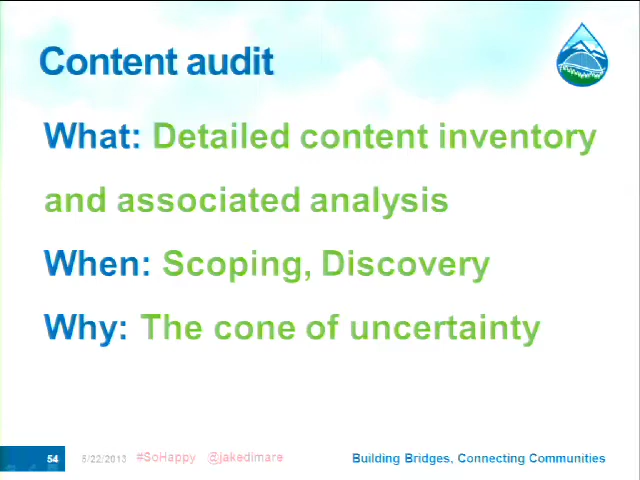 Content audit
What: Detailed content inventory
and associated analysis
When: Scoping, Discovery
Why: The cone of uncertainty
54 5/22/2013 #SoHappy @jakedimare Building Bridges, Connecting Communities